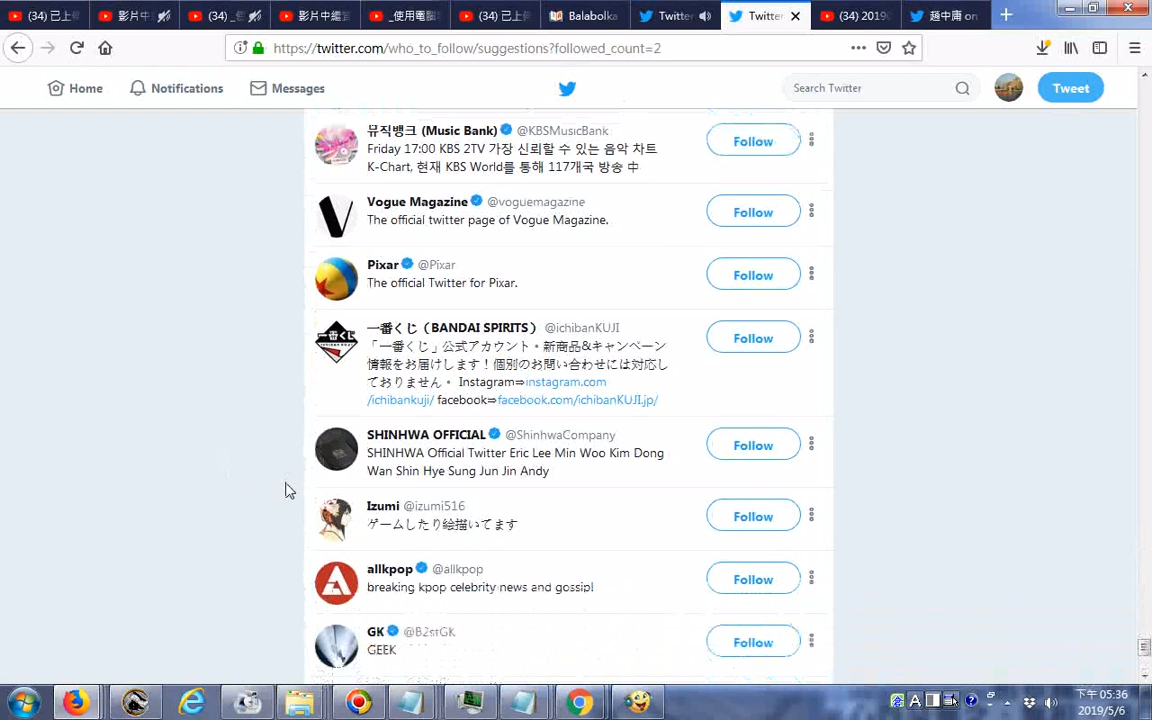 (34) 已上
影片中
(34) _
影片中繼
_使用電腦
(34) 已上
Balabolka
Twitter
Twitter
(34) 2019
趙中庸 on
https://twitter.com/who_to_follow/suggestions?followed_count=2
Home
Notifications
Messages
Search Twitter
Tweet
뮤직뱅크 (Music Bank) @KBSMusicBank
Friday 17:00 KBS 2TV 가장 신뢰할 수 있는 음악 차트
K-Chart, 현재 KBS World를 통해 117개국 방송 中
Follow
Vogue Magazine @voguemagazine
The official twitter page of Vogue Magazine.
Follow
Pixar @Pixar
The official Twitter for Pixar.
Follow
一番くじ（BANDAI SPIRITS） @ichibanKUJI
「一番くじ」公式アカウント。新商品&キャンペーン
情報をお届けします！個別のお問い合わせには対応し
ておりません。 Instagram⇒instagram.com
/ichibankuji/ facebook⇒facebook.com/ichibanKUJI.jp/
Follow
SHINHWA OFFICIAL @ShinhwaCompany
SHINHWA Official Twitter Eric Lee Min Woo Kim Dong
Wan Shin Hye Sung Jun Jin Andy
Follow
Izumi @izumi516
ゲームしたり絵描いてます
Follow
allkpop @allkpop
breaking kpop celebrity news and gossip!
Follow
GK @B2stGK
GEEK
Follow
下午 05:36
2019/5/6